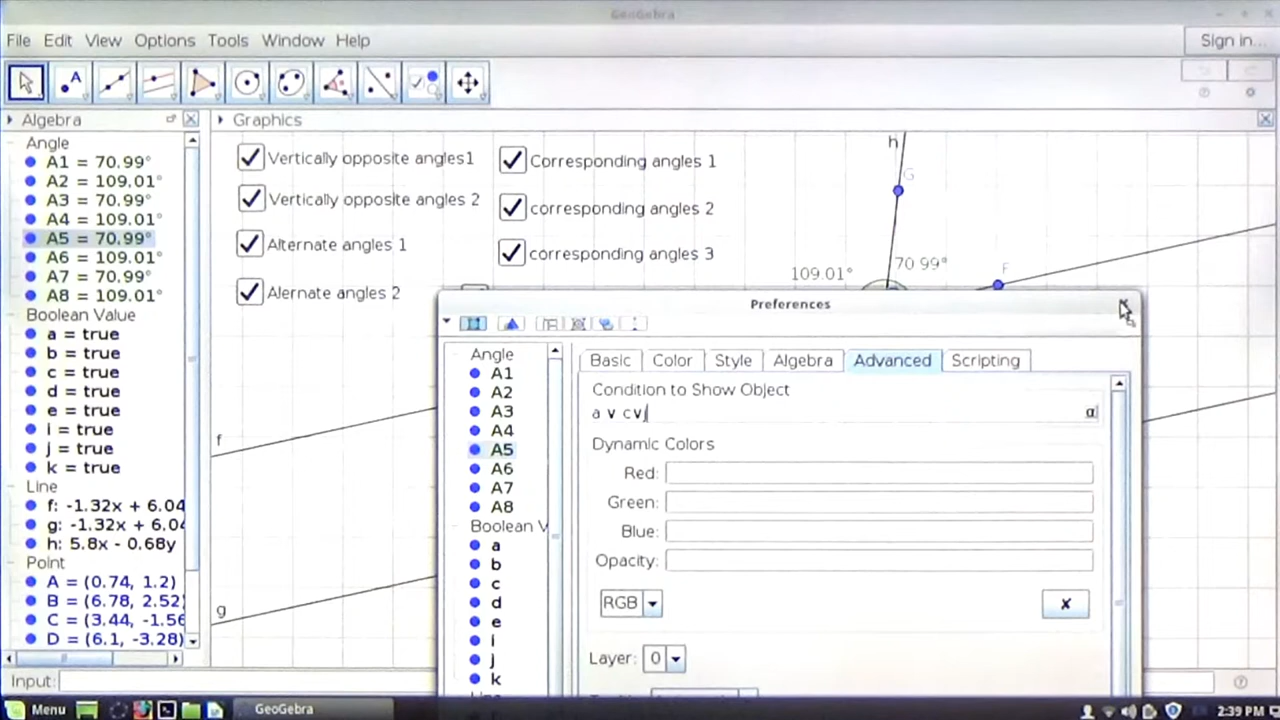 GeoGebra
File Edit View Options Tools Window Help
Sign in...
Algebra
Graphics
Angle
A1 = 70.99°
A2 = 109.01°
A3 = 70.99°
A4 = 109.01°
A5 = 70.99°
A6 = 109.01°
A7 = 70.99°
A8 = 109.01°
Boolean Value
a = true
b = true
c = true
d = true
e = true
i = true
j = true
k = true
Line
f: -1.32x + 6.04
g: -1.32x + 6.04
h: 5.8x - 0.68y
Point
A = (0.74, 1.2)
B = (6.78, 2.52)
C = (3.44, -1.56
D = (6.1, -3.28)
Vertically opposite angles1
Vertically opposite angles 2
Alternate angles 1
Alernate angles 2
Corresponding angles 1
corresponding angles 2
corresponding angles 3
h
G
109.01°
70.99°
F
f
g
Preferences
Angle
A1
A2
A3
A4
A5
A6
A7
A8
Boolean V
a
b
c
d
e
i
j
k
Basic Color Style Algebra Advanced Scripting
Condition to Show Object
a ∨ c∨j
α
Dynamic Colors
Red:
Green:
Blue:
Opacity:
RGB
Layer: 0
Input:
Menu
GeoGebra
2:39 PM